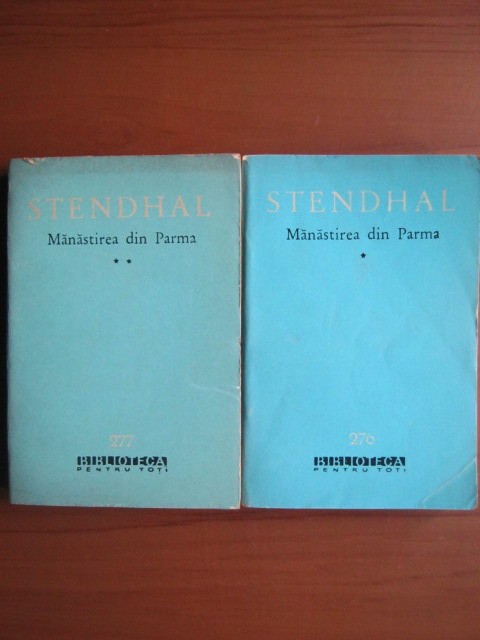 STENDHAL
Mănăstirea din Parma
* *
277
BIBLIOTECA
PENTRU TOȚI
STENDHAL
Mănăstirea din Parma
*
276
BIBLIOTECA
PENTRU TOȚI